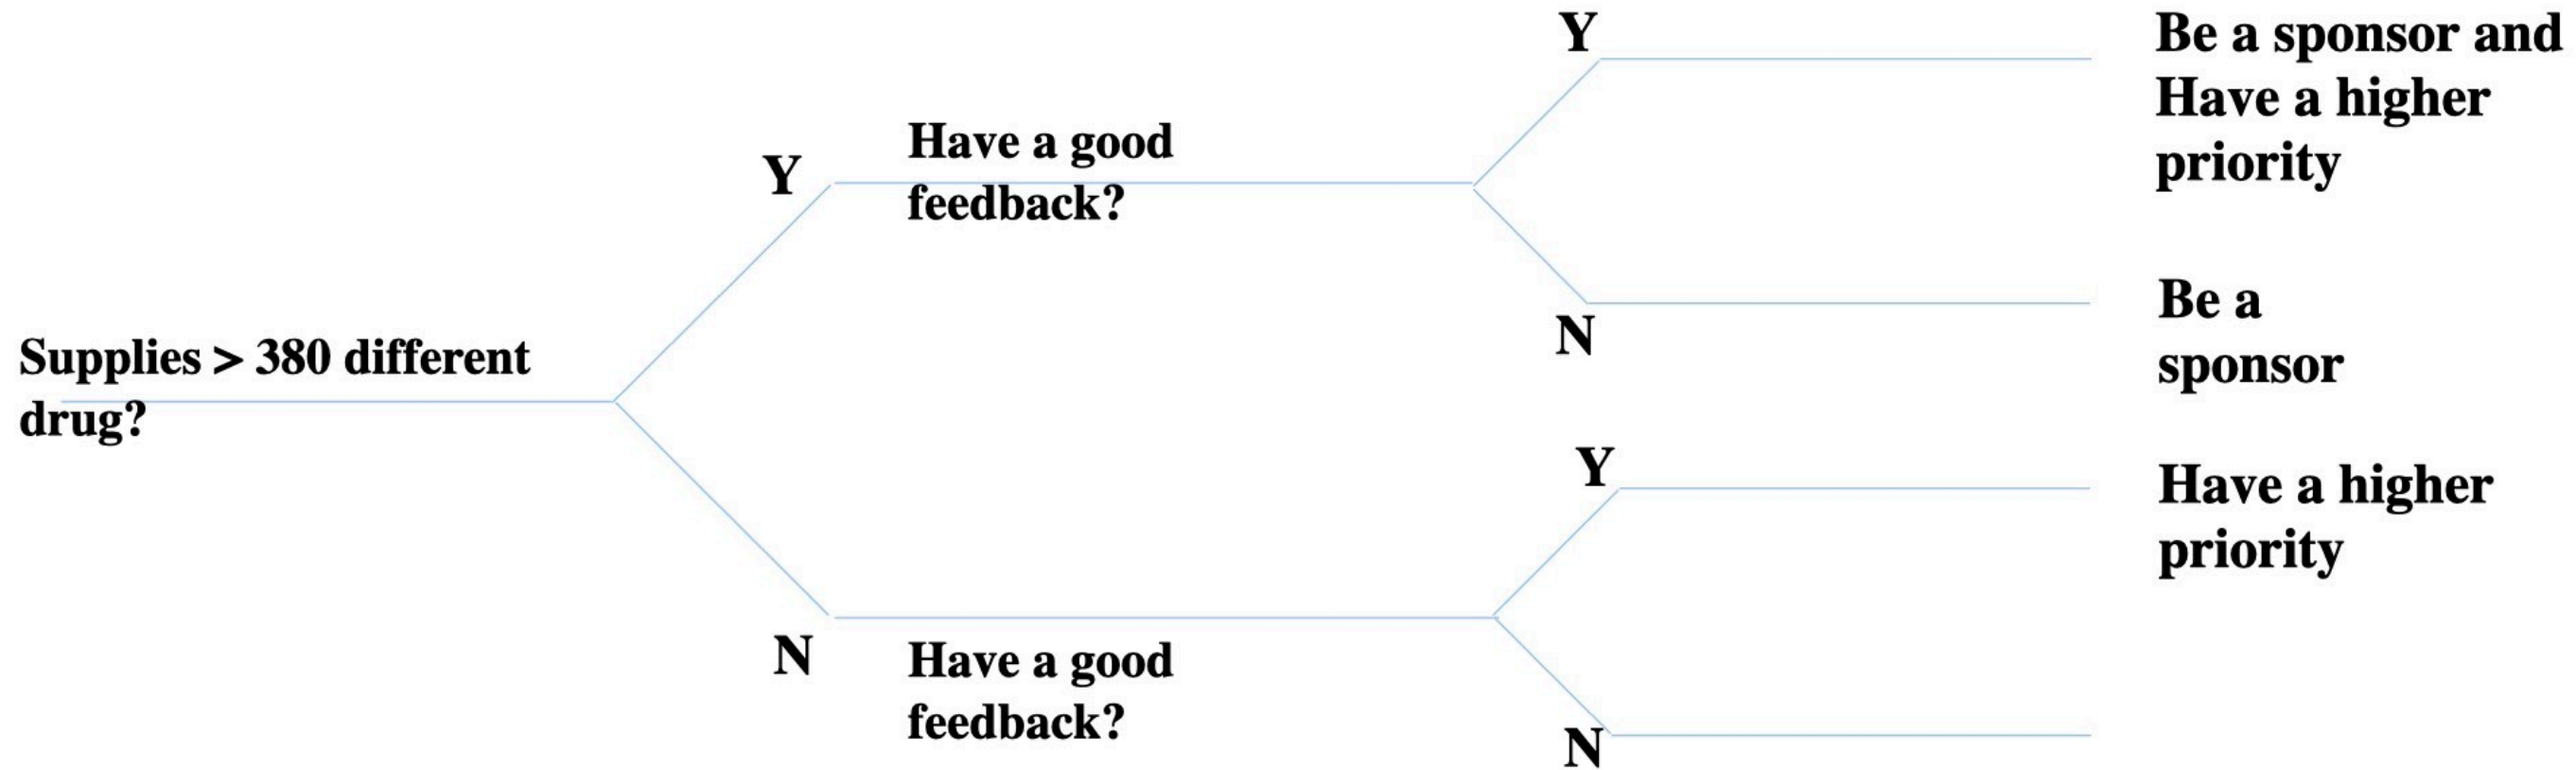 Supplies > 380 different
drug?
Y
Have a good
feedback?
Y
Be a sponsor and
Have a higher
priority
N
Be a
sponsor
N
Have a good
feedback?
Y
Have a higher
priority
N